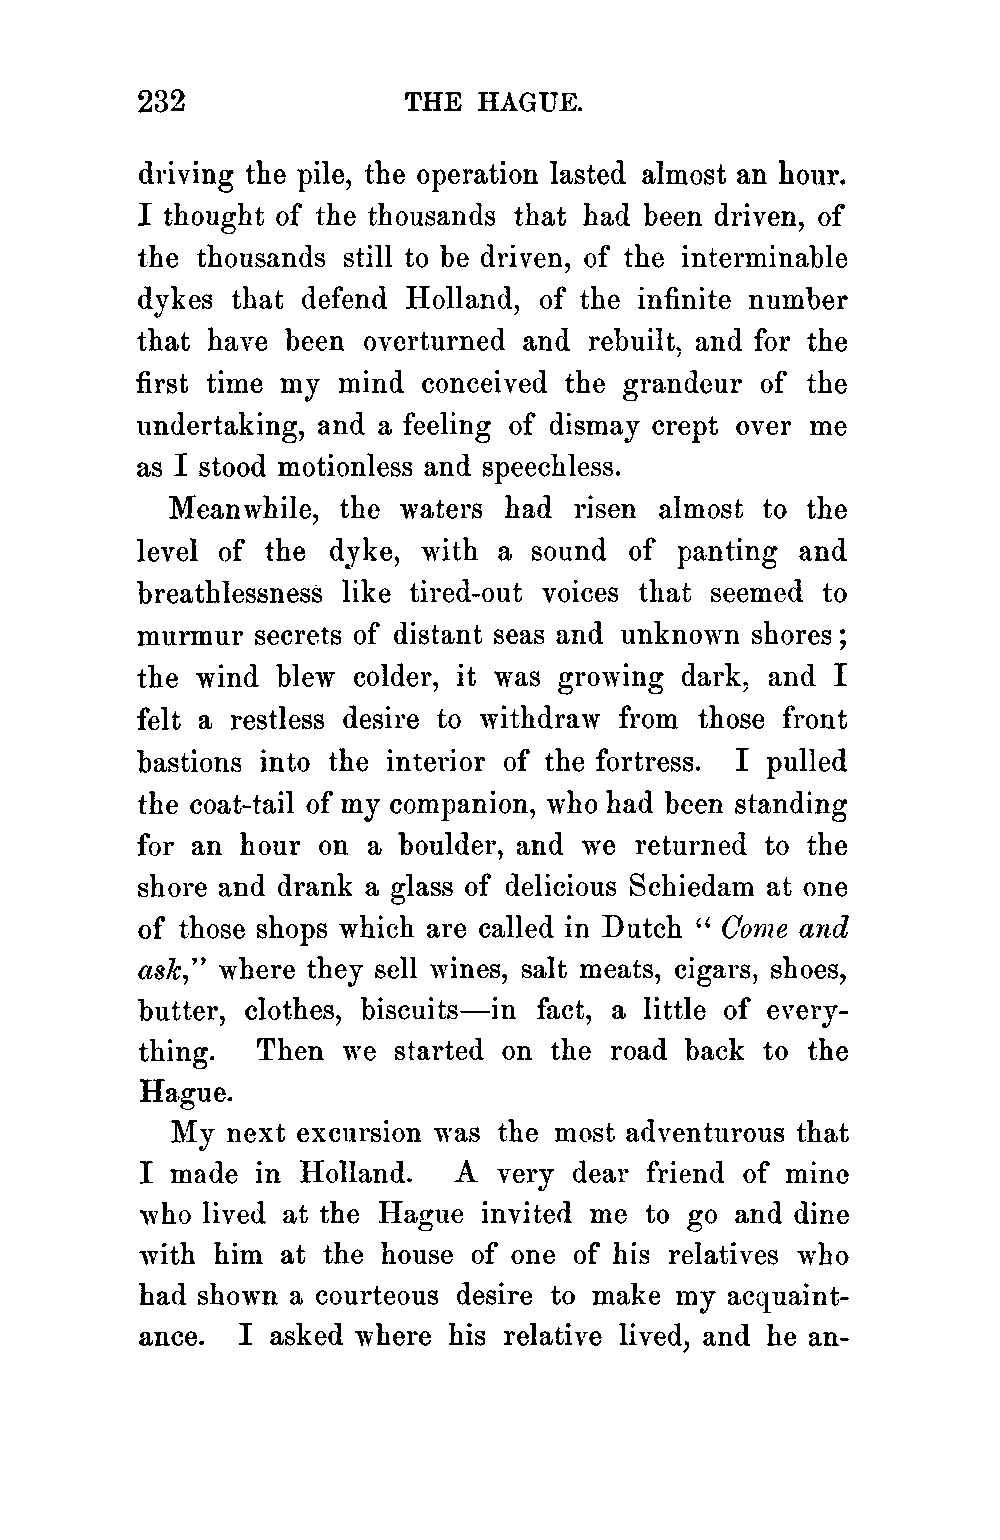 232 THE HAGUE.
driving the pile, the operation lasted almost an hour.
I thought of the thousands that had been driven, of
the thousands still to be driven, of the interminable
dykes that defend Holland, of the infinite number
that have been overturned and rebuilt, and for the
first time my mind conceived the grandeur of the
undertaking, and a feeling of dismay crept over me
as I stood motionless and speechless.
Meanwhile, the waters had risen almost to the
level of the dyke, with a sound of panting and
breathlessness like tired-out voices that seemed to
murmur secrets of distant seas and unknown shores;
the wind blew colder, it was growing dark, and I
felt a restless desire to withdraw from those front
bastions into the interior of the fortress. I pulled
the coat-tail of my companion, who had been standing
for an hour on a boulder, and we returned to the
shore and drank a glass of delicious Schiedam at one
of those shops which are called in Dutch “ Come and
ask,” where they sell wines, salt meats, cigars, shoes,
butter, clothes, biscuits—in fact, a little of every-
thing. Then we started on the road back to the
Hague.
My next excursion was the most adventurous that
I made in Holland. A very dear friend of mine
who lived at the Hague invited me to go and dine
with him at the house of one of his relatives who
had shown a courteous desire to make my acquaint-
ance. I asked where his relative lived, and he an-